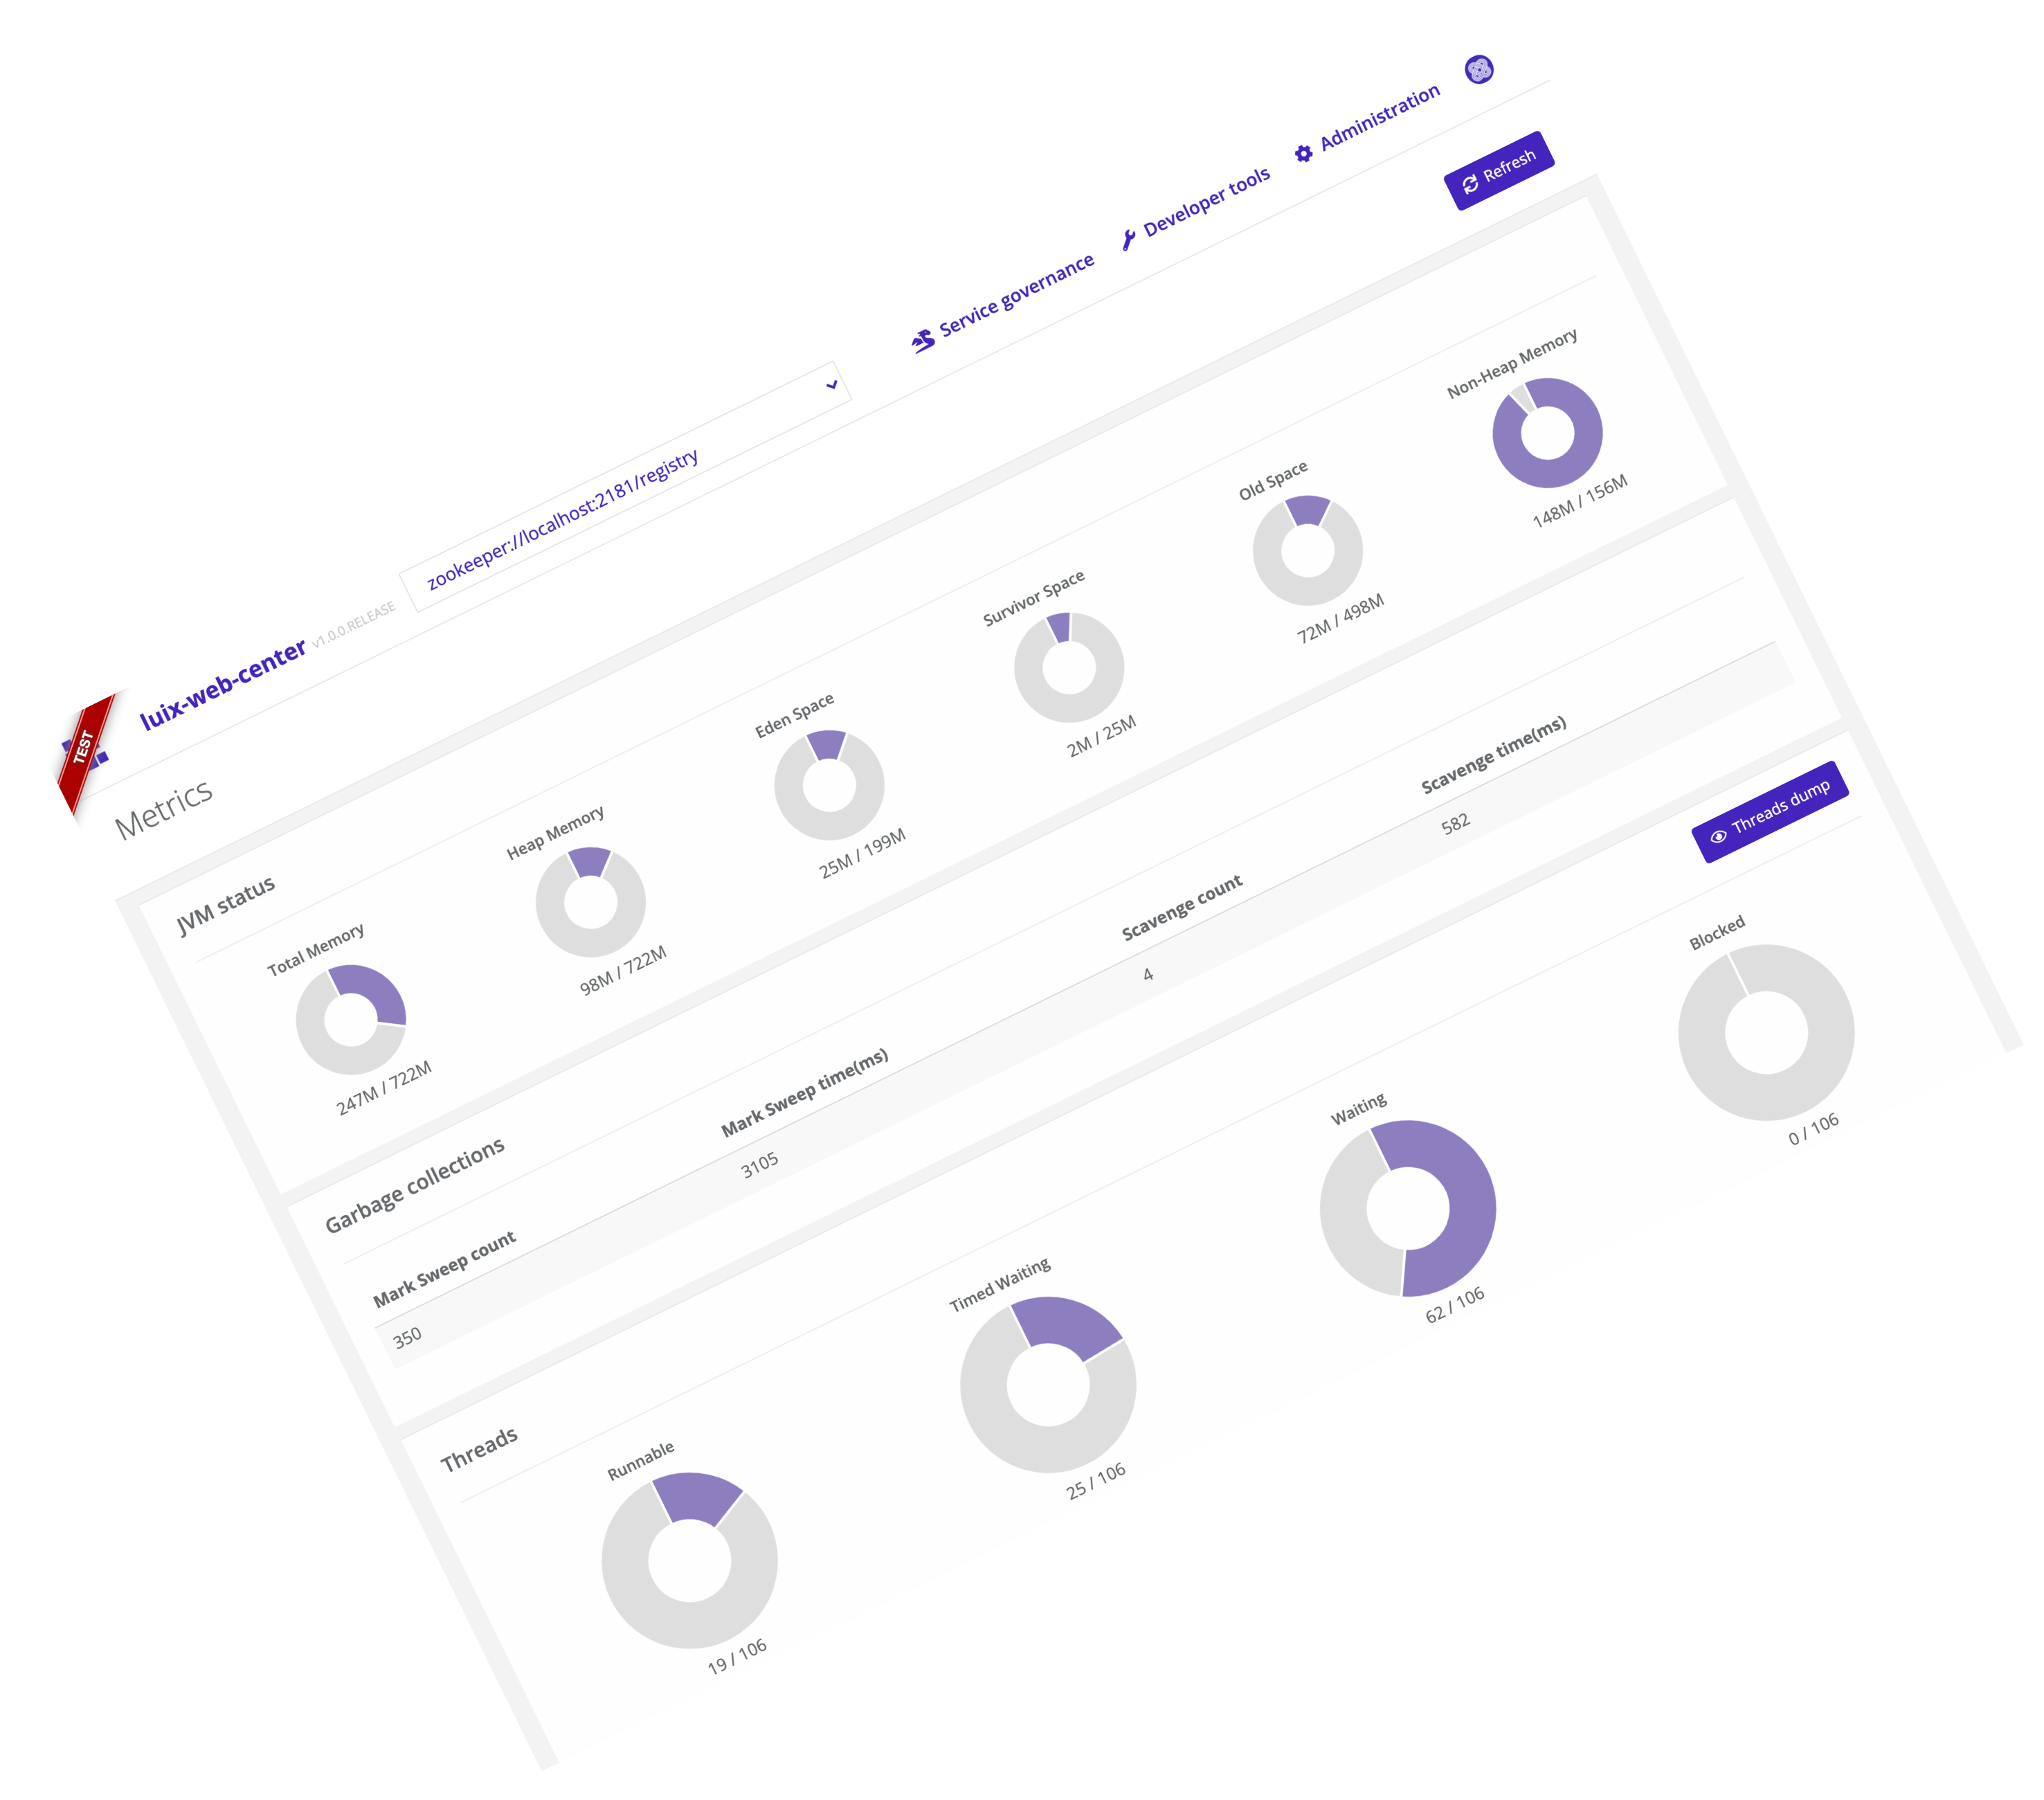 TEST
luix-web-center v1.0.0.RELEASE
zookeeper://localhost:2181/registry
Service governance
Developer tools
Administration
Metrics
Refresh
JVM status
Total Memory
247M / 722M
Heap Memory
98M / 722M
Eden Space
25M / 199M
Survivor Space
2M / 25M
Old Space
72M / 498M
Non-Heap Memory
148M / 156M
Garbage collections
Mark Sweep count Mark Sweep time(ms) Scavenge count Scavenge time(ms)
350 3105 4 582
Threads
Threads dump
Runnable
19 / 106
Timed Waiting
25 / 106
Waiting
62 / 106
Blocked
0 / 106